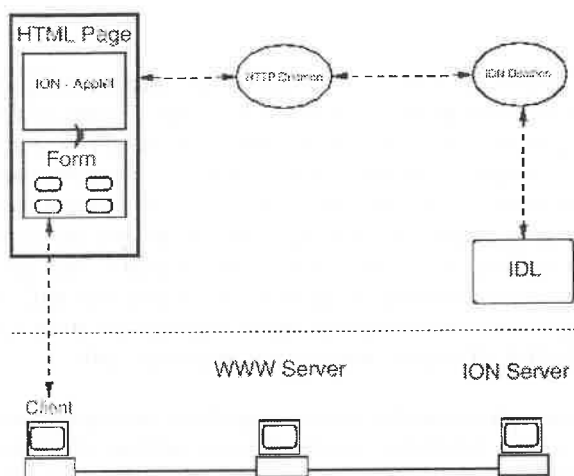 HTML Page
ION - Applet
HTTP Daemon
ION Daemon
Form
IDL
WWW Server
ION Server
Client